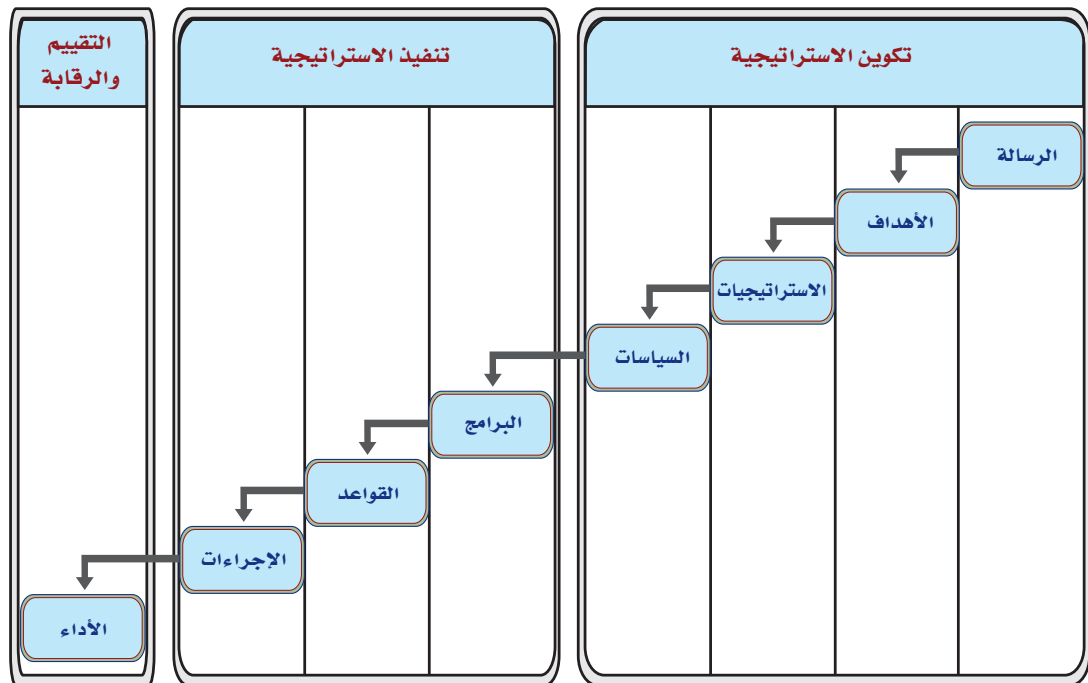 تكوين الاستراتيجية
تنفيذ الاستراتيجية
التقييم
والرقابة
الرسالة
الأهداف
الاستراتيجيات
السياسات
البرامج
القواعد
الإجراءات
الأداء